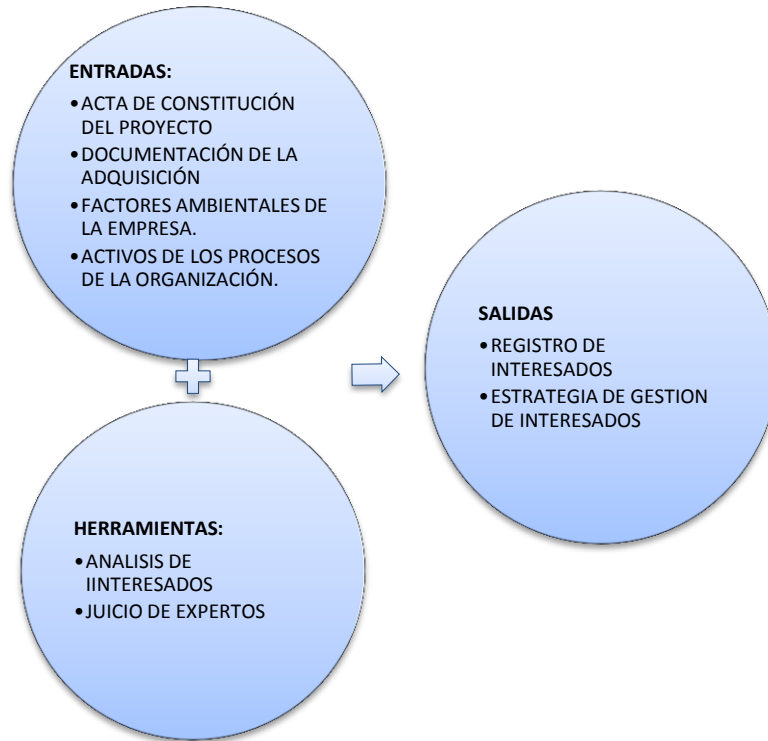 ENTRADAS:
•ACTA DE CONSTITUCIÓN
DEL PROYECTO
•DOCUMENTACIÓN DE LA
ADQUISICIÓN
•FACTORES AMBIENTALES DE
LA EMPRESA.
•ACTIVOS DE LOS PROCESOS
DE LA ORGANIZACIÓN.
HERRAMIENTAS:
•ANALISIS DE
IINTERESADOS
•JUICIO DE EXPERTOS
SALIDAS
•REGISTRO DE
INTERESADOS
•ESTRATEGIA DE GESTION
DE INTERESADOS